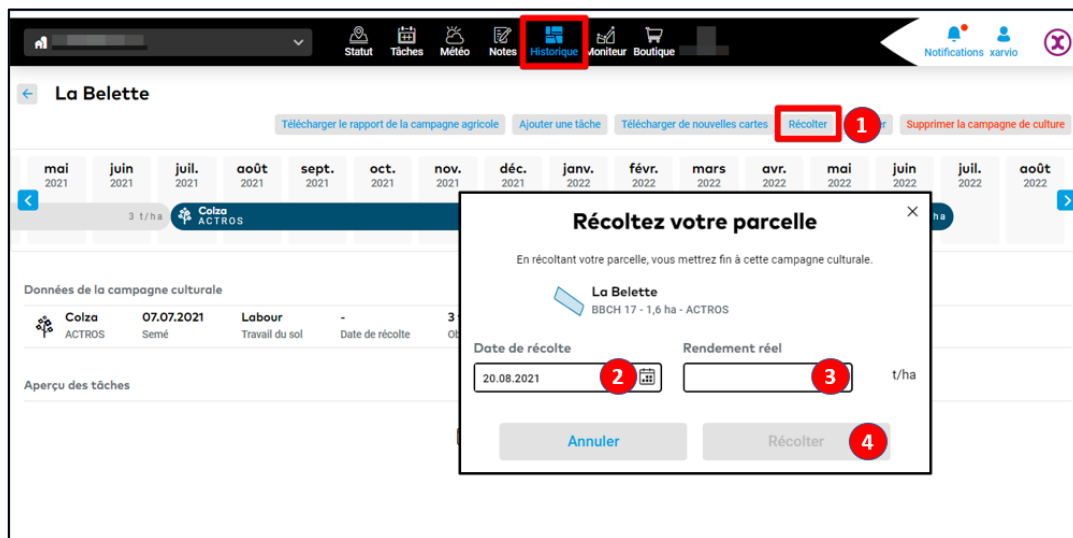 Statut Tâches Météo Notes Historique Moniteur Boutique
Notifications xarvio
La Belette
Télécharger le rapport de la campagne agricole Ajouter une tâche Télécharger de nouvelles cartes Récolter 1 er Supprimer la campagne de culture
mai juin juil. août sept. oct. nov. déc. janv. févr. mars avr. mai juin juil. août
2021 2021 2021 2021 2021 2021 2021 2021 2022 2022 2022 2022 2022 2022 2022 2022
3 t/ha Colza ha
ACTROS
Récoltez votre parcelle
En récoltant votre parcelle, vous mettrez fin à cette campagne culturale.
La Belette
BBCH 17 - 1,6 ha - ACTROS
Date de récolte Rendement réel
20.08.2021 2 3 t/ha
Annuler Récolter 4
Données de la campagne culturale
Colza 07.07.2021 Labour - 3
ACTROS Semé Travail du sol Date de récolte Ob
Aperçu des tâches